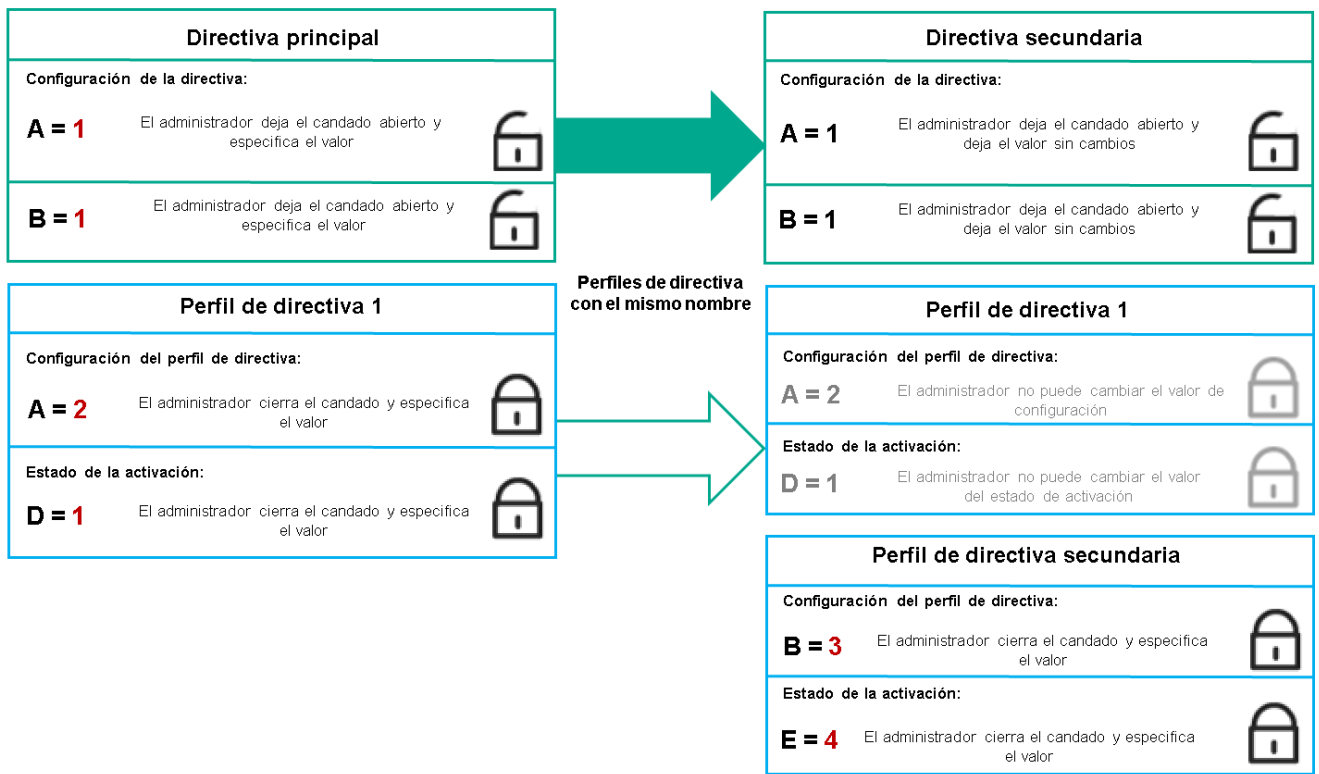 Directiva principal
Configuración de la directiva:
A = 1
El administrador deja el candado abierto y
especifica el valor
B = 1
El administrador deja el candado abierto y
especifica el valor
Directiva secundaria
Configuración de la directiva:
A = 1
El administrador deja el candado abierto y
deja el valor sin cambios
B = 1
El administrador deja el candado abierto y
deja el valor sin cambios
Perfiles de directiva
con el mismo nombre
Perfil de directiva 1
Configuración del perfil de directiva:
A = 2
El administrador cierra el candado y especifica
el valor
Estado de la activación:
D = 1
El administrador cierra el candado y especifica
el valor
Perfil de directiva 1
Configuración del perfil de directiva:
A = 2
El administrador no puede cambiar el valor de
configuración
Estado de la activación:
D = 1
El administrador no puede cambiar el valor
del estado de activación
Perfil de directiva secundaria
Configuración del perfil de directiva:
B = 3
El administrador cierra el candado y especifica
el valor
Estado de la activación:
E = 4
El administrador cierra el candado y especifica
el valor